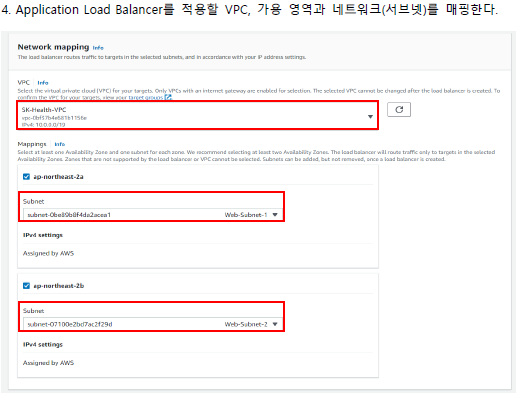 4. Application Load Balancer를 적용할 VPC, 가용 영역과 네트워크(서브넷)를 매핑한다.
Network mapping Info
The load balancer routes traffic to targets in the selected subnets, and in accordance with your IP address settings.
VPC Info
Select the virtual private cloud (VPC) for your targets. Only VPCs with an internet gateway are enabled for selection. The selected VPC cannot be changed after the load balancer is created. To
confirm the VPC for your targets, view your target groups
SK-Health-VPC
IPv4: 10.0.0.0/19
Mappings Info
Select at least one Availability Zone and one subnet for each zone. We recommend selecting at least two Availability Zones. The load balancer will route traffic only to targets in the selected
Availability Zones. Zones that are not supported by the load balancer or VPC cannot be selected. Subnets can be added, but not removed, once a load balancer is created.
ap-northeast-2a
Subnet
subnet-0be89b8f4da2acea1 Web-Subnet-1
IPv4 settings
Assigned by AWS
ap-northeast-2b
Subnet
subnet-07100e2bd7ac2f29d Web-Subnet-2
IPv4 settings
Assigned by AWS